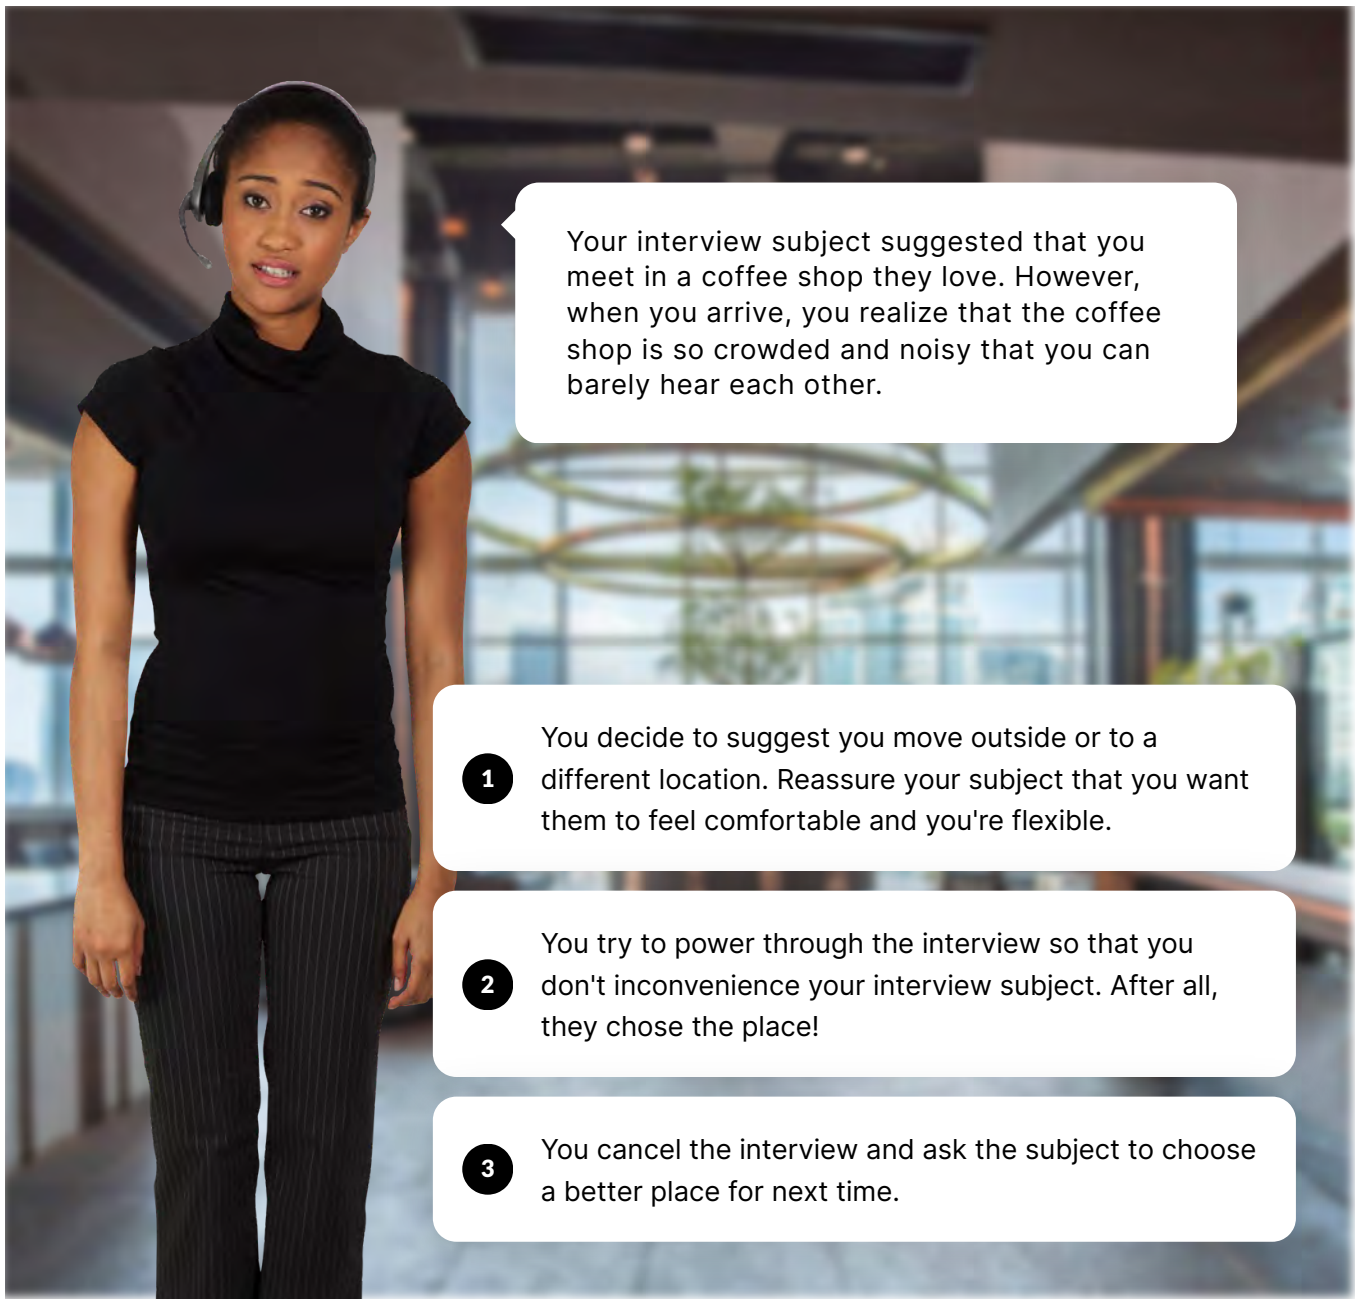 Your interview subject suggested that you
meet in a coffee shop they love. However,
when you arrive, you realize that the coffee
shop is so crowded and noisy that you can
barely hear each other.
1
You decide to suggest you move outside or to a
different location. Reassure your subject that you want
them to feel comfortable and you're flexible.
2
You try to power through the interview so that you
don't inconvenience your interview subject. After all,
they chose the place!
3
You cancel the interview and ask the subject to choose
a better place for next time.